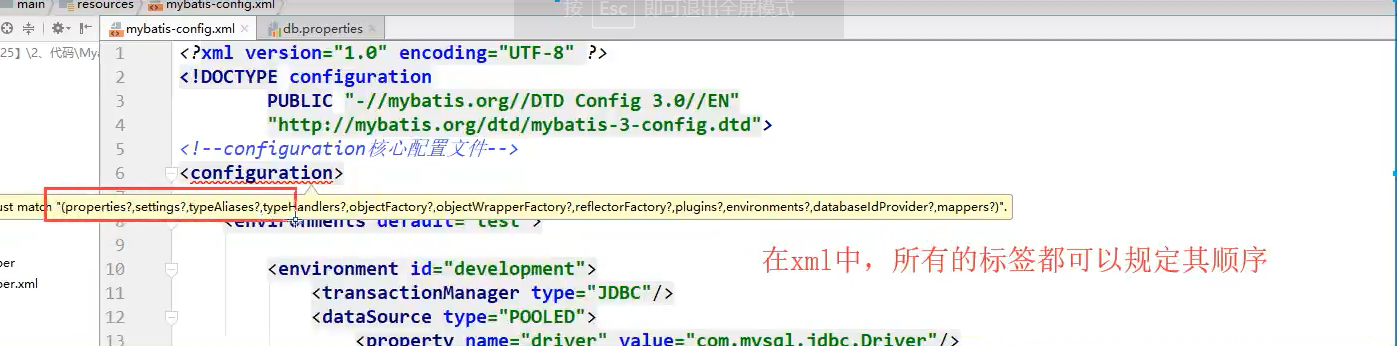 main
resources
mybatis-config.xml
按 Esc 即可退出全屏模式
mybatis-config.xml
db.properties
25】\2、代码\Mya
1 <?xml version="1.0" encoding="UTF-8" ?>
2 <!DOCTYPE configuration
3 PUBLIC "-//mybatis.org//DTD Config 3.0//EN"
4 "http://mybatis.org/dtd/mybatis-3-config.dtd">
5 <!--configuration核心配置文件-->
6 <configuration>
ust match "(properties?,settings?,typeAliases?,typeHandlers?,objectFactory?,objectWrapperFactory?,reflectorFactory?,plugins?,environments?,databaseIdProvider?,mappers?)".
8 <environments default="test">
在xml中，所有的标签都可以规定其顺序
per
10 <environment id="development">
per.xml
11 <transactionManager type="JDBC"/>
12 <dataSource type="POOLED">
13 <property name="driver" value="com.mysql.jdbc.Driver"/>